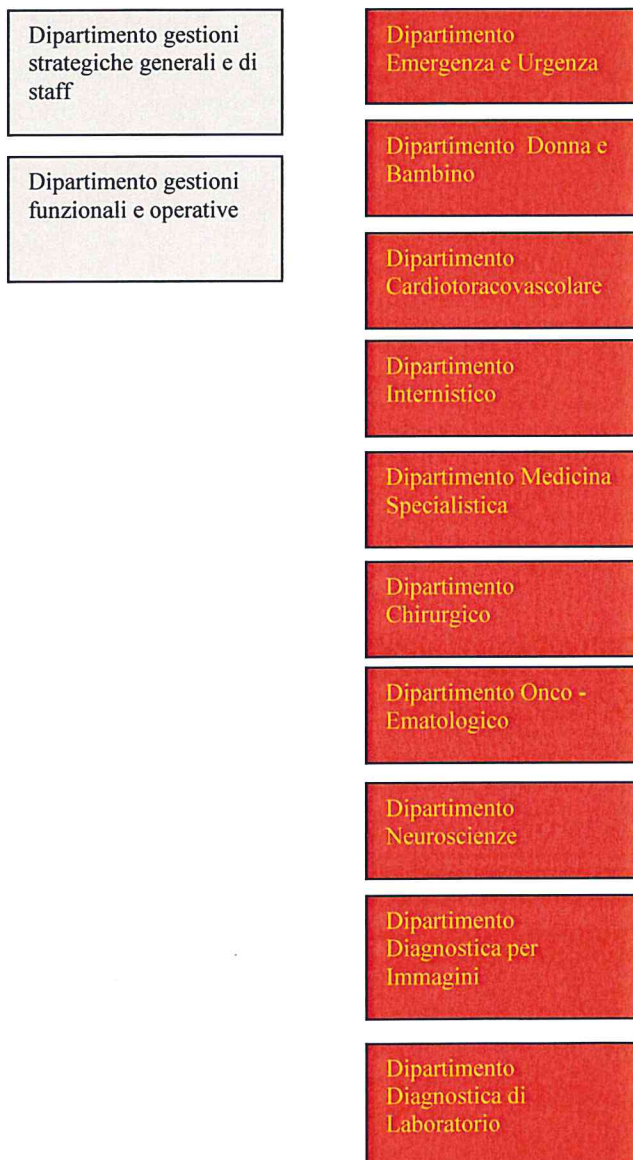 Dipartimento gestioni
strategiche generali e di
staff
Dipartimento gestioni
funzionali e operative
Dipartimento
Emergenza e Urgenza
Dipartimento Donna e
Bambino
Dipartimento
Cardiotoracovascolare
Dipartimento
Internistico
Dipartimento Medicina
Specialistica
Dipartimento
Chirurgico
Dipartimento Onco -
Ematologico
Dipartimento
Neuroscienze
Dipartimento
Diagnostica per
Immagini
Dipartimento
Diagnostica di
Laboratorio